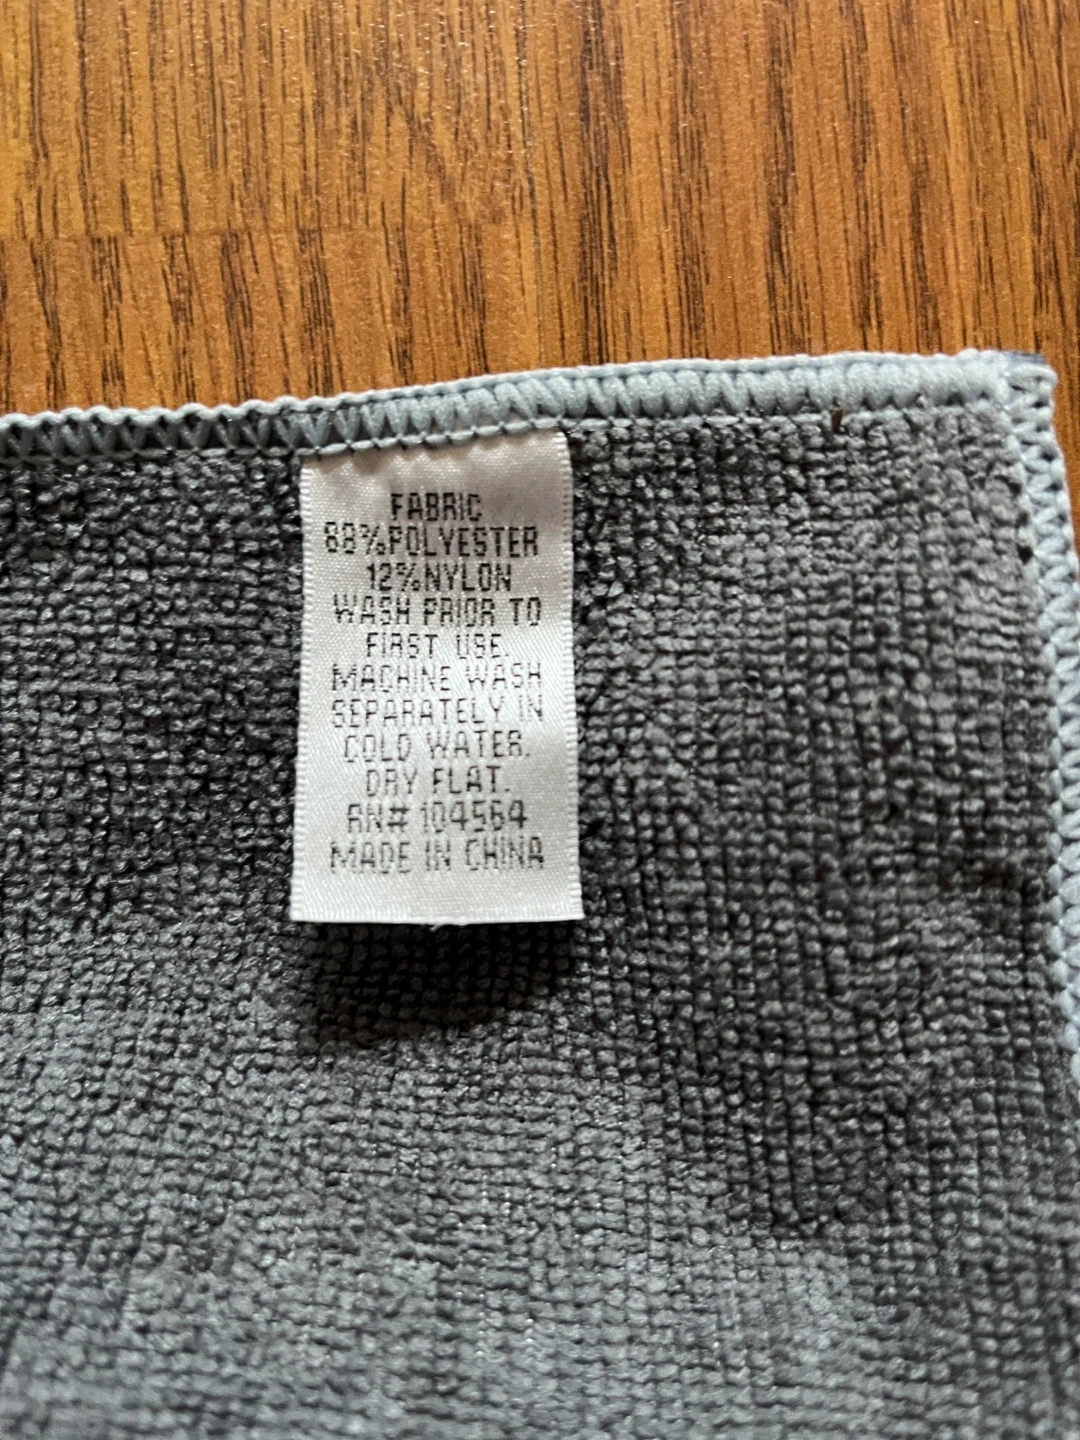 FABRIC
88%POLYESTER
12%NYLON
WASH PRIOR TO
FIRST USE.
MACHINE WASH
SEPARATELY IN
COLD WATER.
DRY FLAT.
RN# 104564
MADE IN CHINA